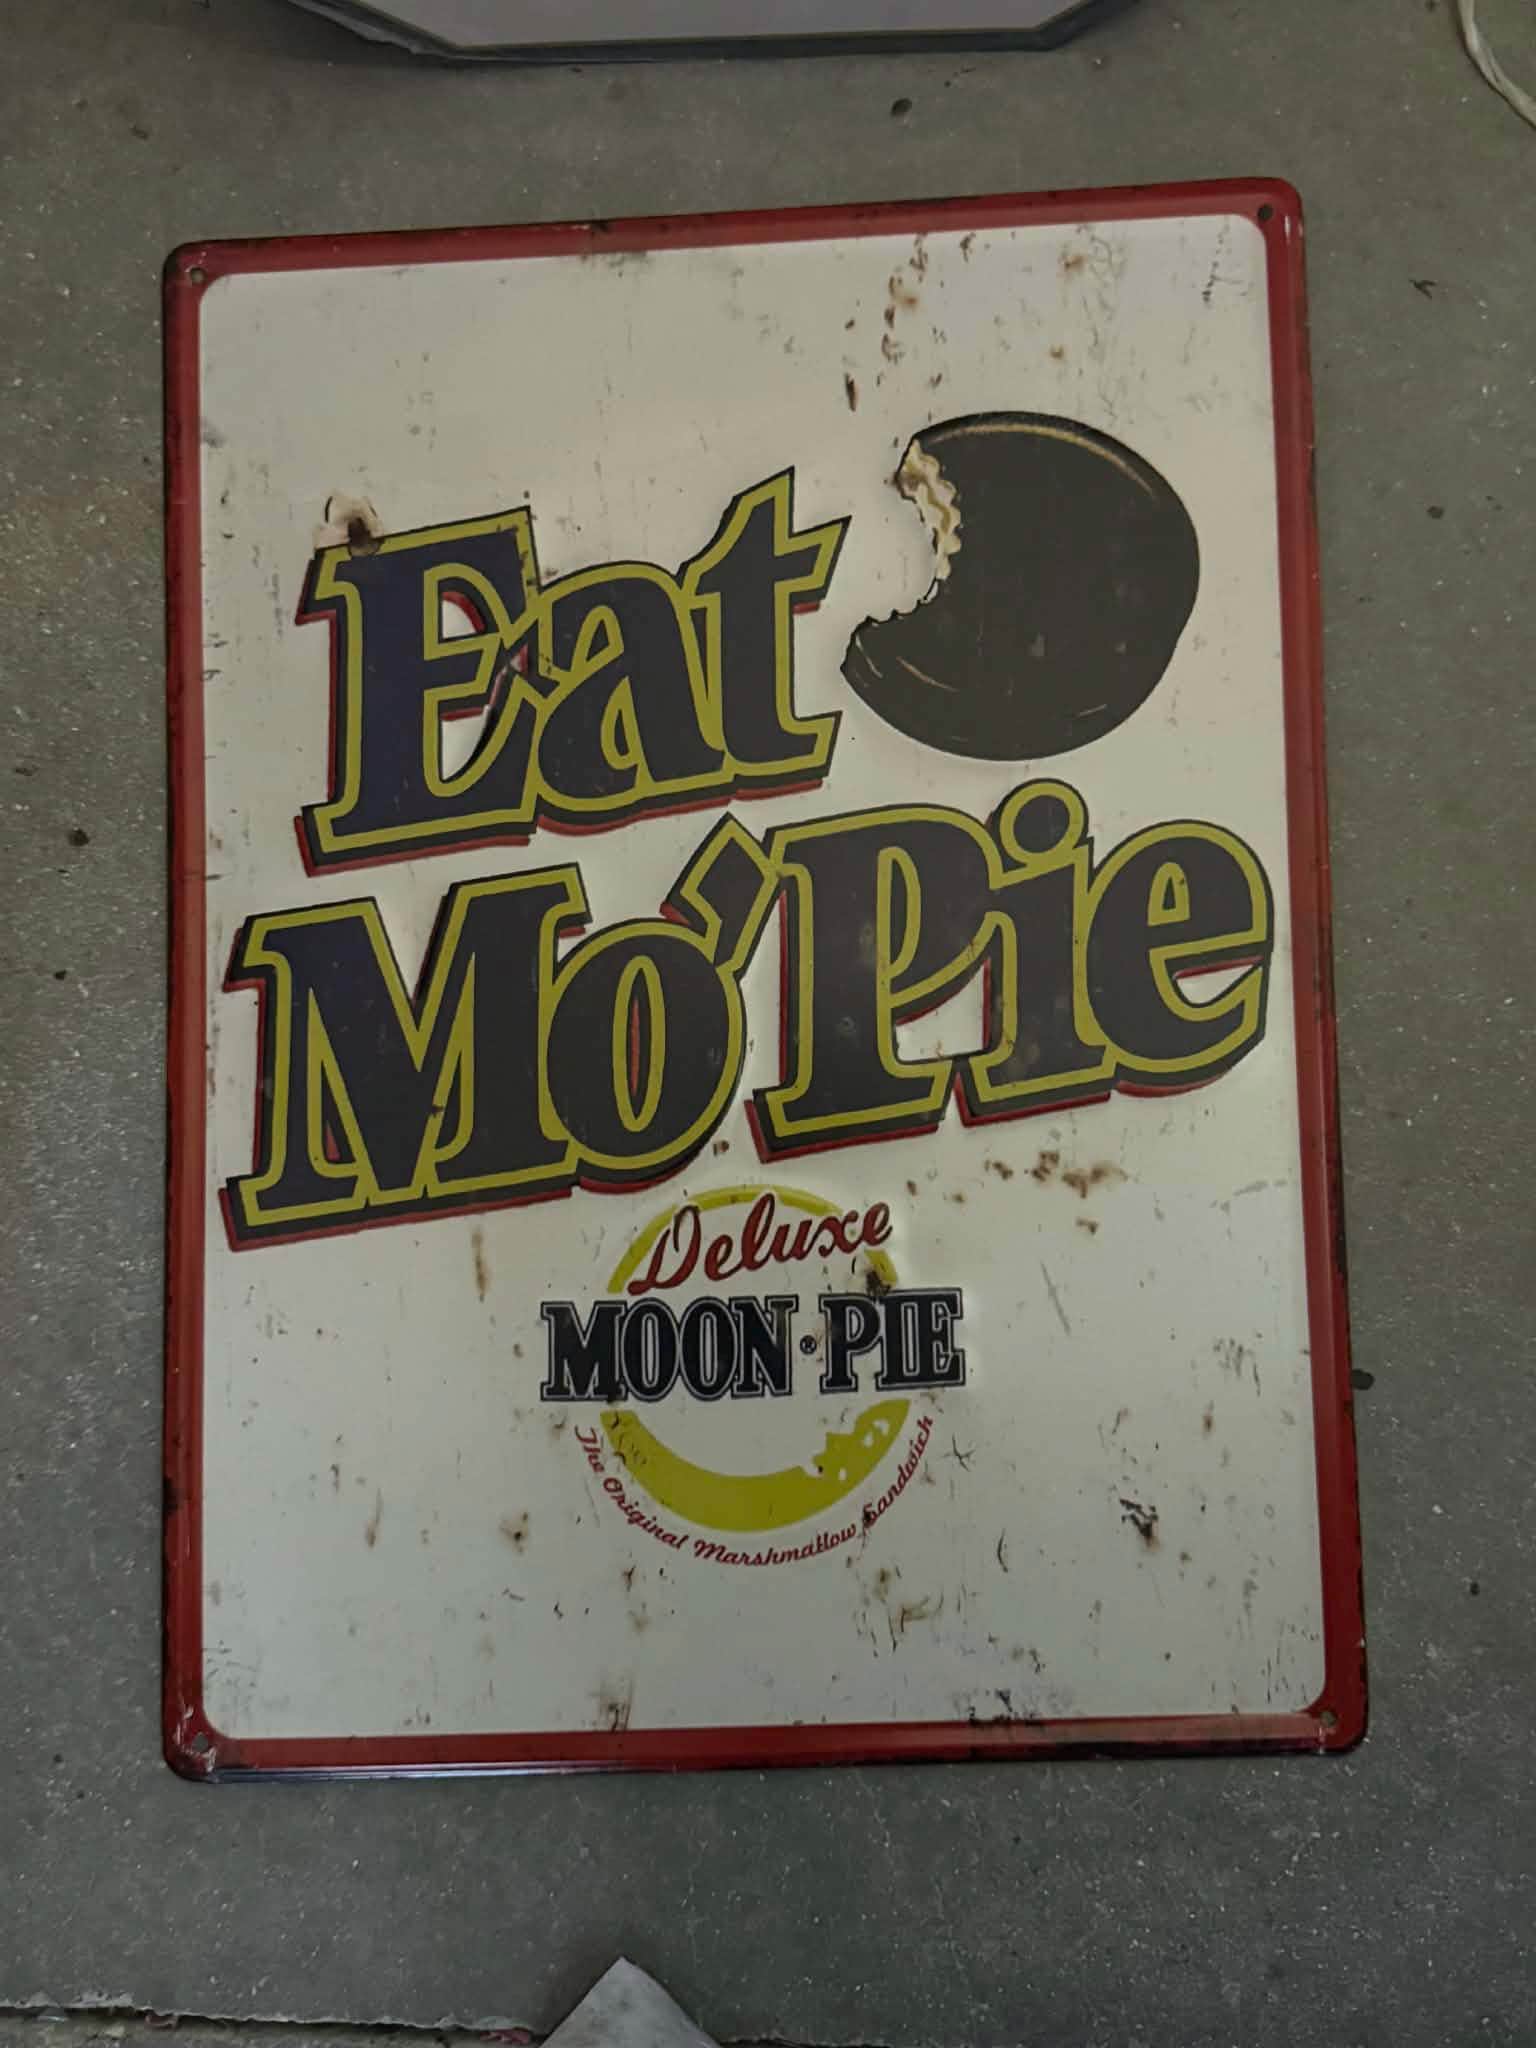 Eat
Mo'Pie
Deluxe
MOON®PIE
The Original Marshmallow Sandwich